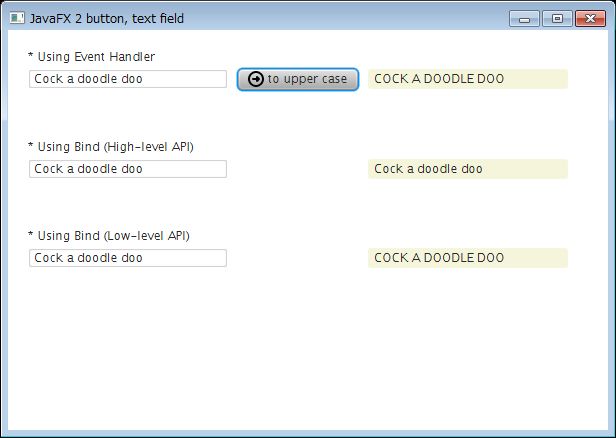 JavaFX 2 button, text field
* Using Event Handler
Cock a doodle doo to upper case COCK A DOODLE DOO
* Using Bind (High-level API)
Cock a doodle doo Cock a doodle doo
* Using Bind (Low-level API)
Cock a doodle doo COCK A DOODLE DOO